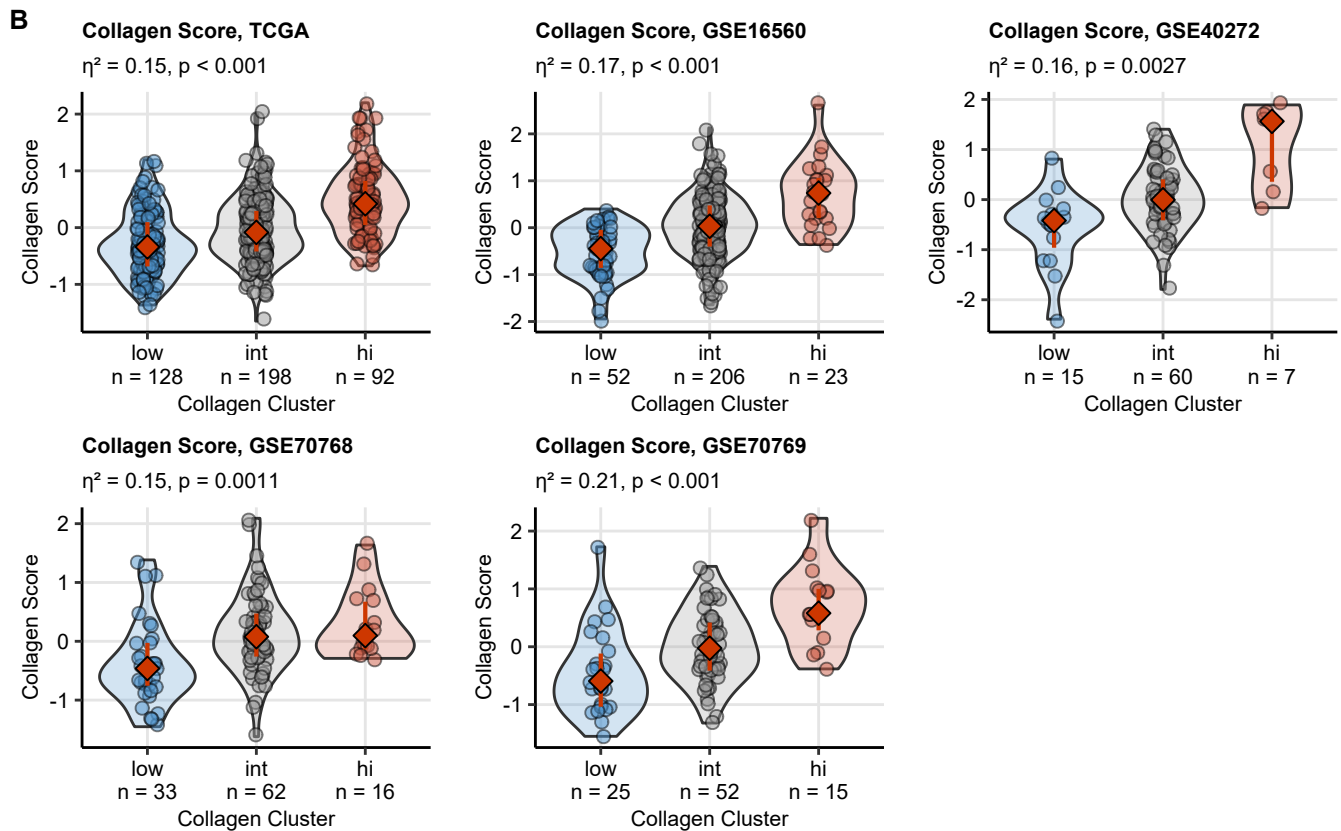 B
Collagen Score, TCGA
η² = 0.15, p < 0.001
Collagen Score
2
1
0
-1
low int hi
n = 128 n = 198 n = 92
Collagen Cluster
Collagen Score, GSE16560
η² = 0.17, p < 0.001
Collagen Score
2
1
0
-1
-2
low int hi
n = 52 n = 206 n = 23
Collagen Cluster
Collagen Score, GSE40272
η² = 0.16, p = 0.0027
Collagen Score
2
1
0
-1
-2
low int hi
n = 15 n = 60 n = 7
Collagen Cluster
Collagen Score, GSE70768
η² = 0.15, p = 0.0011
Collagen Score
2
1
0
-1
low int hi
n = 33 n = 62 n = 16
Collagen Cluster
Collagen Score, GSE70769
η² = 0.21, p < 0.001
Collagen Score
2
1
0
-1
low int hi
n = 25 n = 52 n = 15
Collagen Cluster